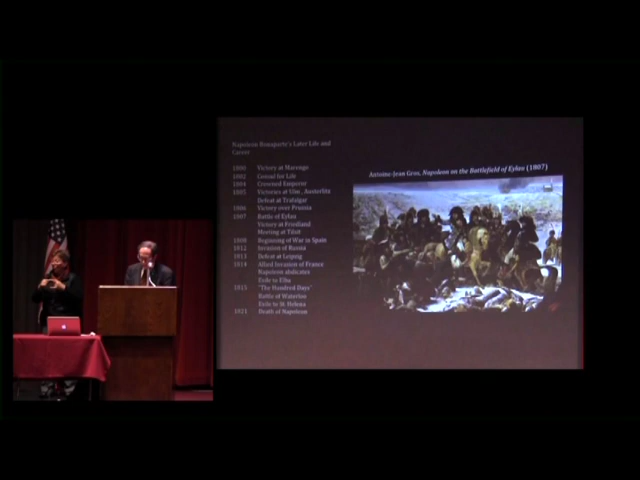 Napoleon Bonaparte's Later Life and
Career
1800 Victory at Marengo
1802 Consul for Life
1804 Crowned Emperor
1805 Victories at Ulm , Austerlitz
Defeat at Trafalgar
1806 Victory over Prussia
1807 Battle of Eylau
Victory at Friedland
Meeting at Tilsit
1808 Beginning of War in Spain
1812 Invasion of Russia
1813 Defeat at Leipzig
1814 Allied Invasion of France
Napoleon abdicates
Exile to Elba
1815 "The Hundred Days"
Battle of Waterloo
Exile to St. Helena
1821 Death of Napoleon
Antoine-Jean Gros, Napoleon on the Battlefield of Eylau (1807)